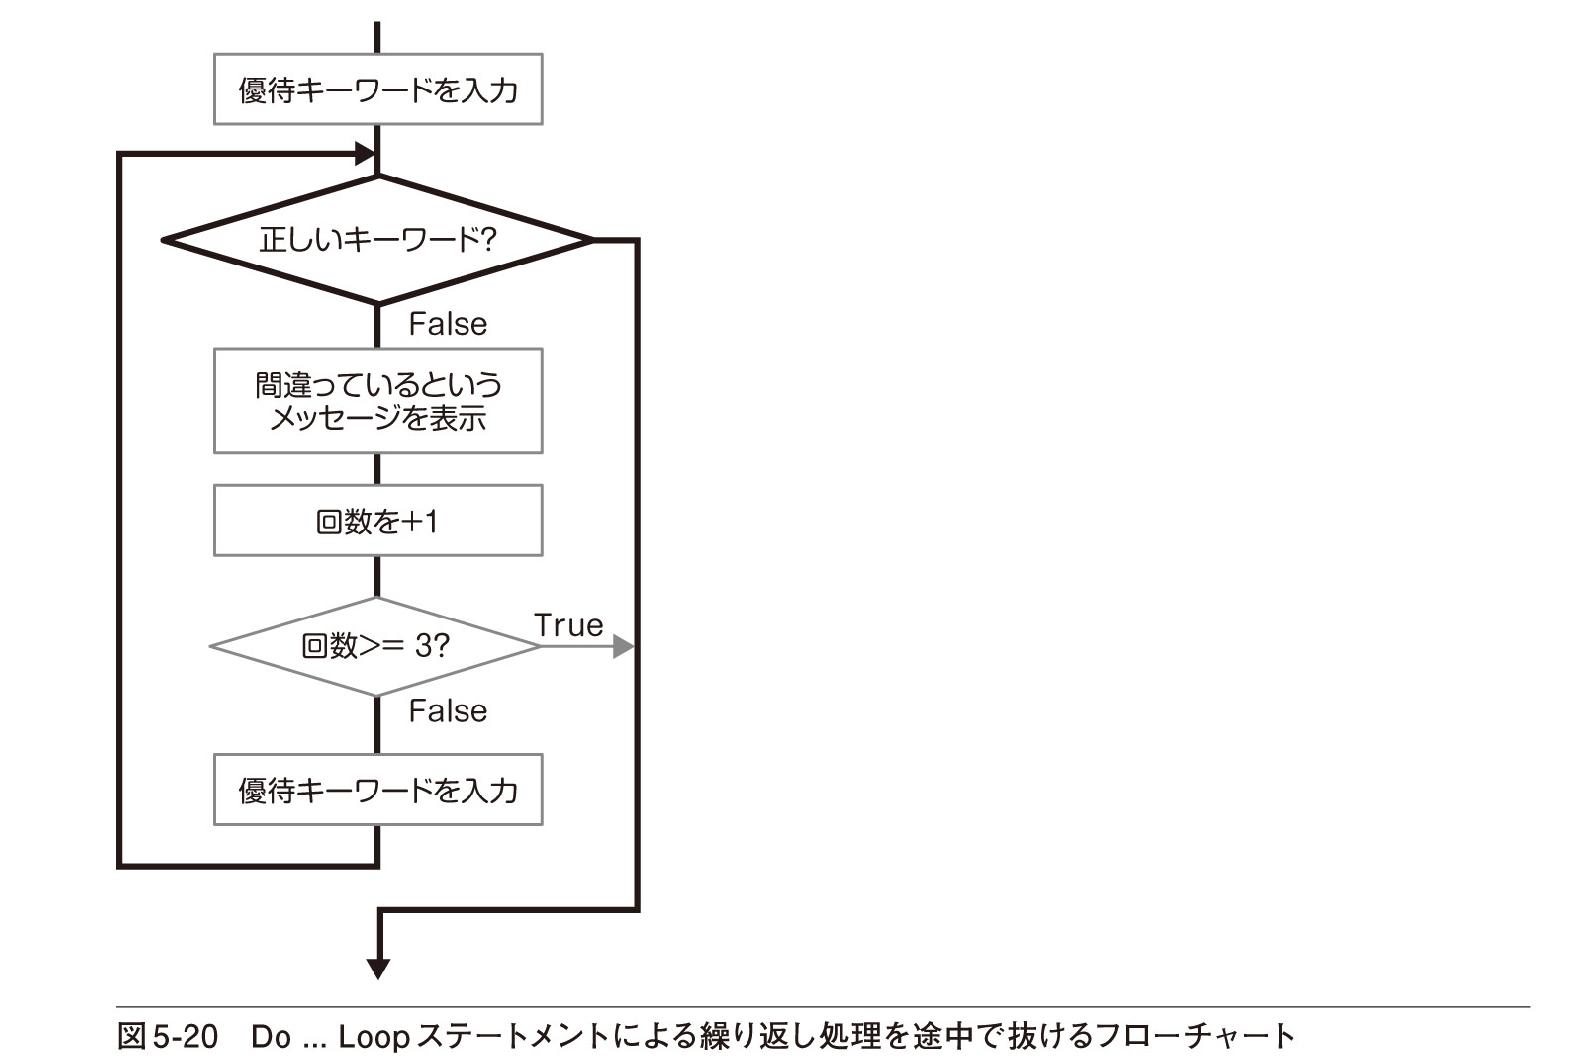 優待キーワードを入力
正しいキーワード?
False
間違っているという
メッセージを表示
回数を+1
回数>= 3?
True
False
優待キーワードを入力
図5-20 Do ... Loopステートメントによる繰り返し処理を途中で抜けるフローチャート